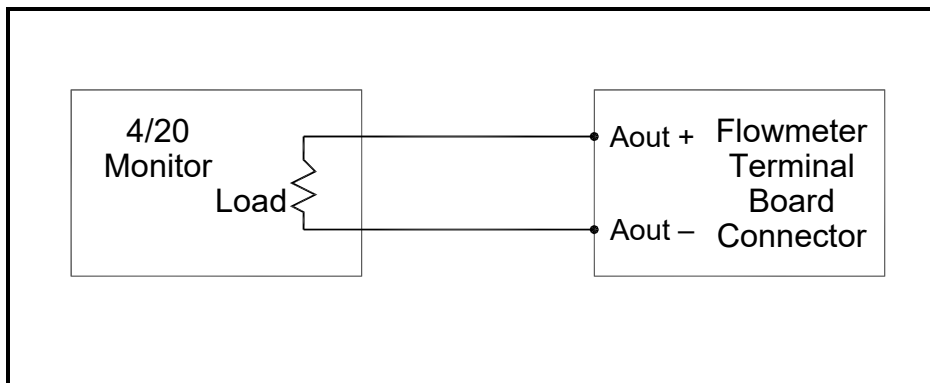 4/20
Monitor
Load
Aout +
Aout –
Flowmeter
Terminal
Board
Connector